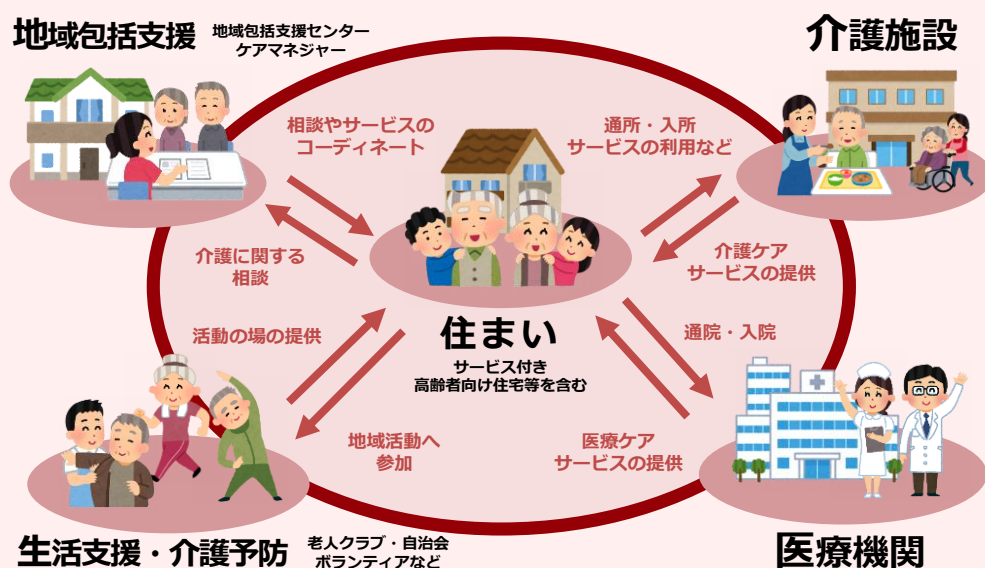 地域包括支援
地域包括支援センター
ケアマネジャー
介護施設
相談やサービスの
コーディネート
通所・入所
サービスの利用など
介護に関する
相談
介護ケア
サービスの提供
住まい
サービス付き
高齢者向け住宅等を含む
活動の場の提供
通院・入院
地域活動へ
参加
医療ケア
サービスの提供
生活支援・介護予防
老人クラブ・自治会
ボランティアなど
医療機関